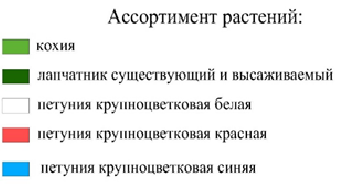 Ассортимент растений:
кохия
лапчатник существующий и высаживаемый
петуния крупноцветковая белая
петуния крупноцветковая красная
петуния крупноцветковая синяя